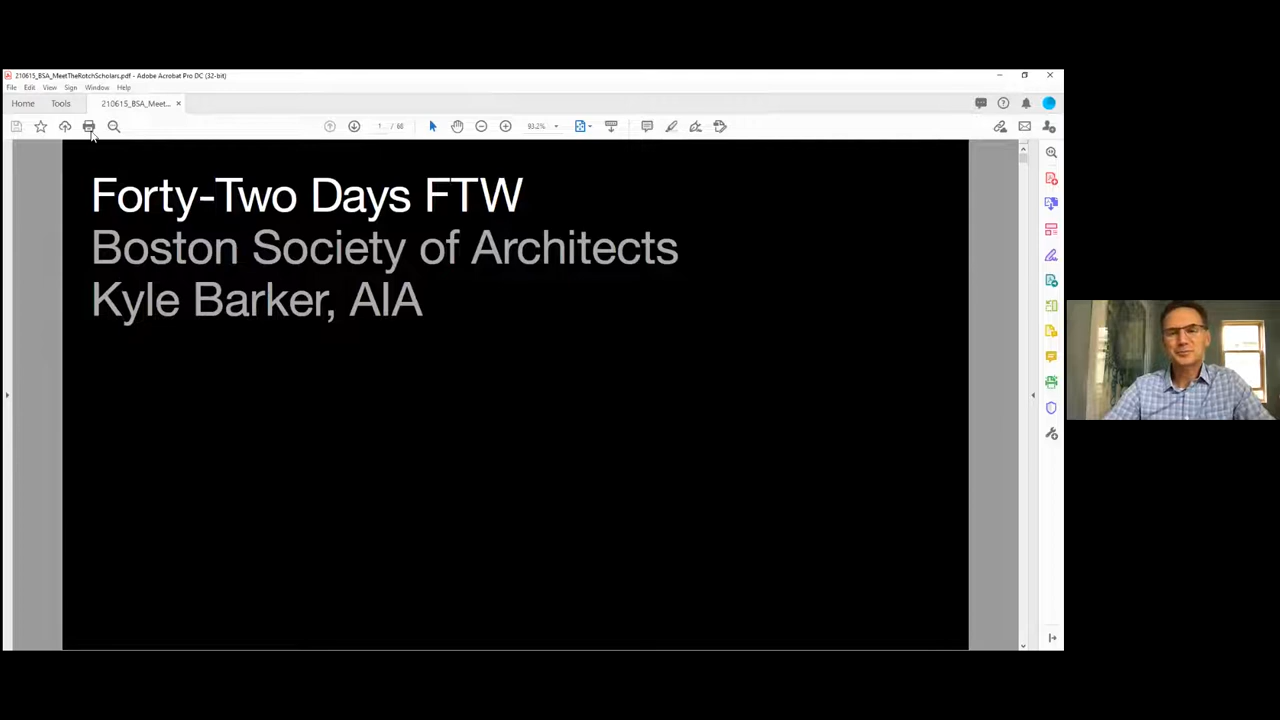 210615_BSA_MeetTheRotchScholars.pdf - Adobe Acrobat Pro DC (32-bit)
File Edit View Sign Window Help
Home Tools 210615_BSA_Meet... ×
1 / 68 93.2%
Forty-Two Days FTW
Boston Society of Architects
Kyle Barker, AIA